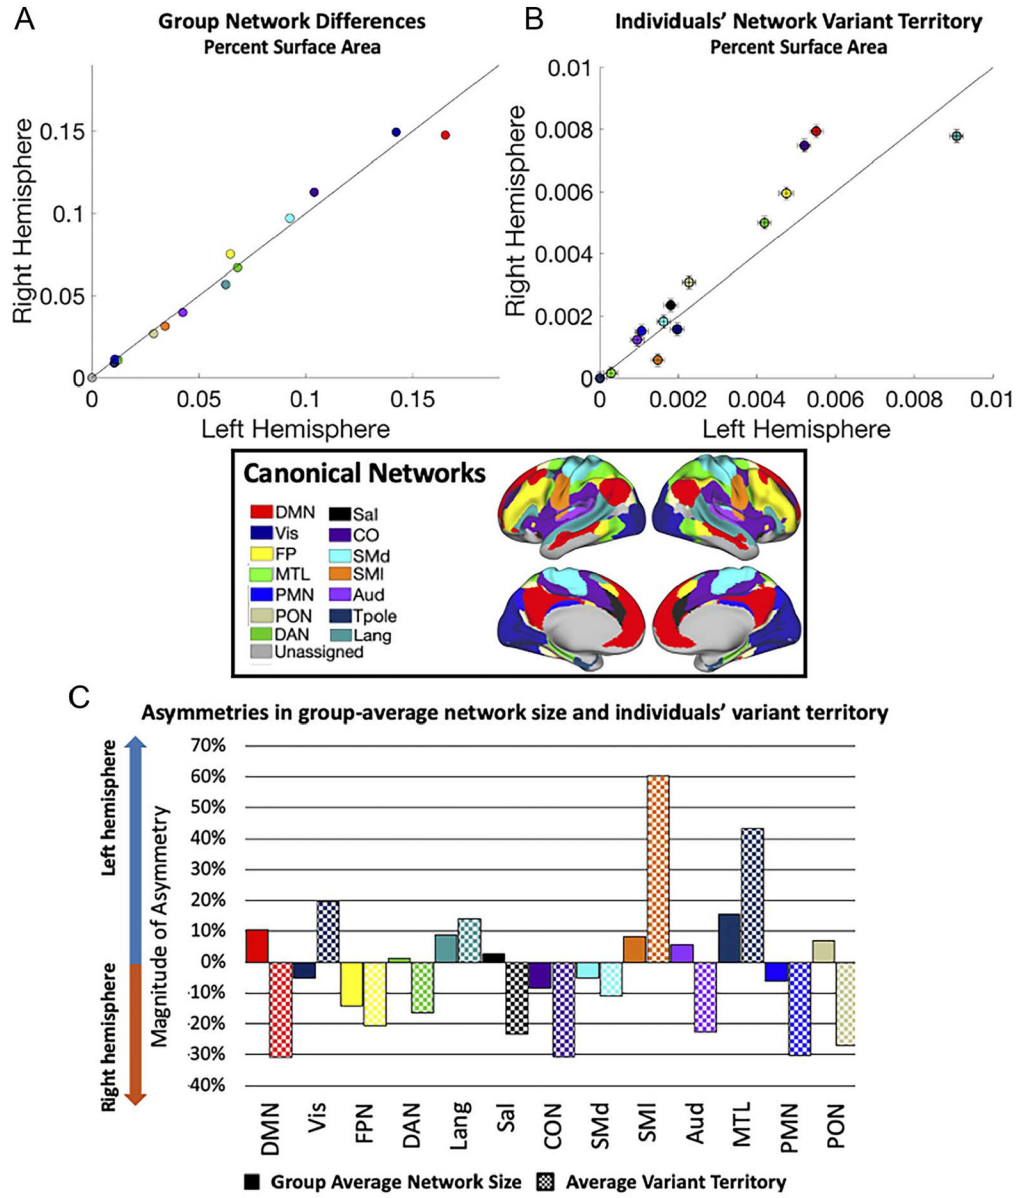 A
Group Network Differences
Percent Surface Area
Right Hemisphere
0.15
0.1
0.05
0
0
0.05
0.1
0.15
Left Hemisphere
B
Individuals’ Network Variant Territory
Percent Surface Area
Right Hemisphere
0.01
0.008
0.006
0.004
0.002
0
0
0.002
0.004
0.006
0.008
0.01
Left Hemisphere
Canonical Networks
DMN
Vis
FP
MTL
PMN
PON
DAN
Unassigned
Sal
CO
SMd
SMl
Aud
Tpole
Lang
C
Asymmetries in group-average network size and individuals’ variant territory
Left hemisphere
Right hemisphere
Magnitude of Asymmetry
70%
60%
50%
40%
30%
20%
10%
0%
-10%
-20%
-30%
-40%
DMN
Vis
FPN
DAN
Lang
Sal
CON
SMd
SMl
Aud
MTL
PMN
PON
Group Average Network Size
Average Variant Territory